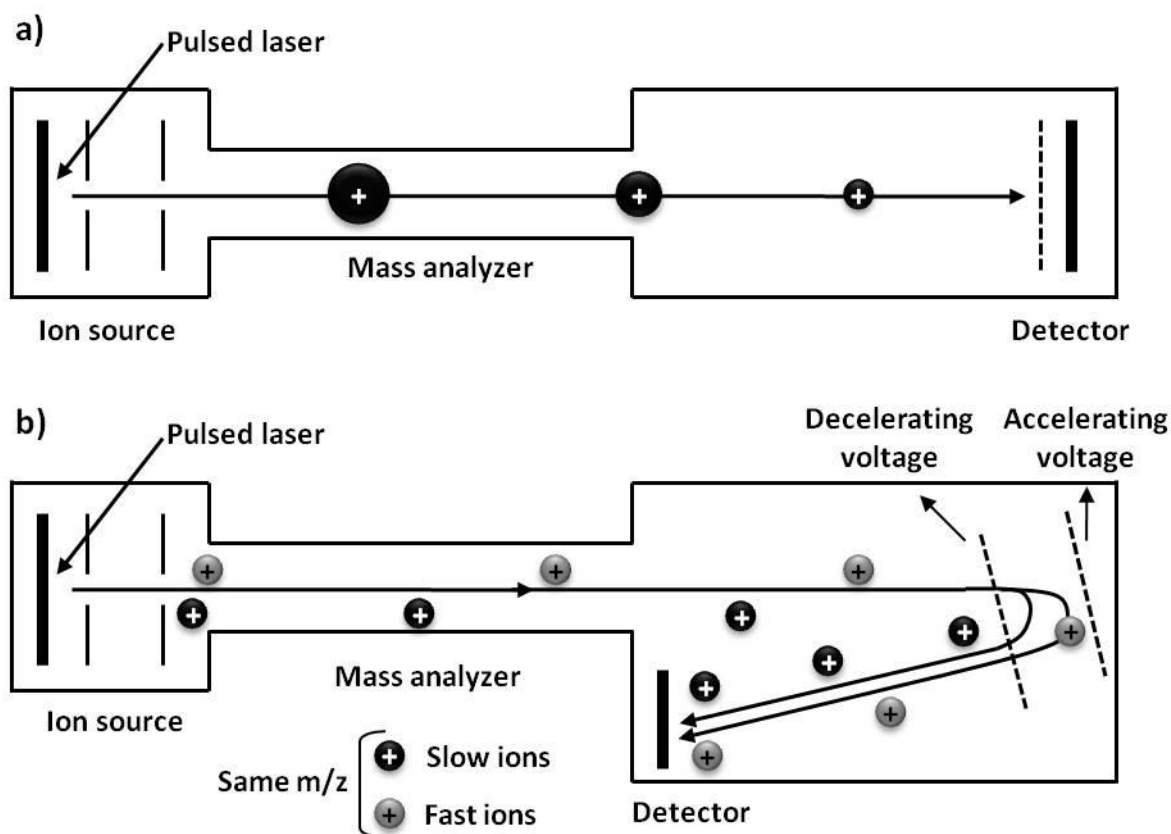 a)
Pulsed laser
+ + +
Mass analyzer
Ion source
Detector
b)
Pulsed laser
Decelerating voltage
Accelerating voltage
+ + +
+ + + + +
+ + +
+
+
Mass analyzer
Ion source
Same m/z
+ Slow ions
+ Fast ions
Detector